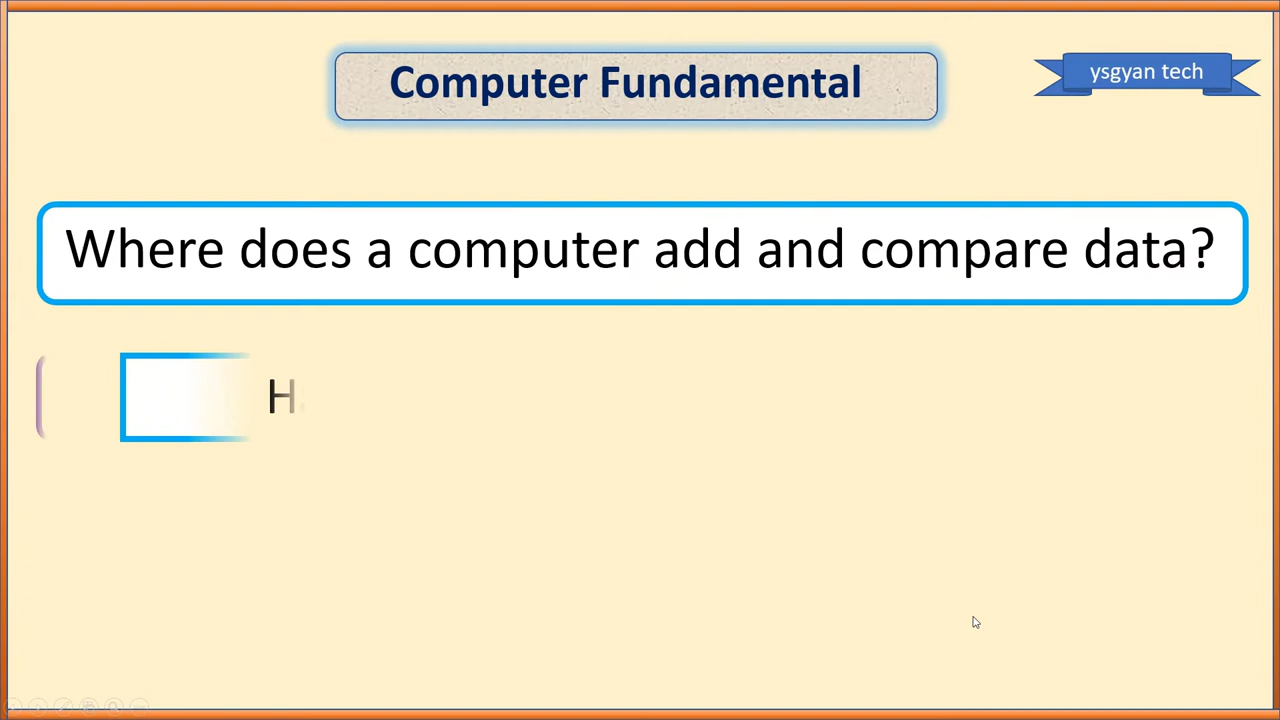 Computer Fundamental
ysgyan tech
Where does a computer add and compare data?
H